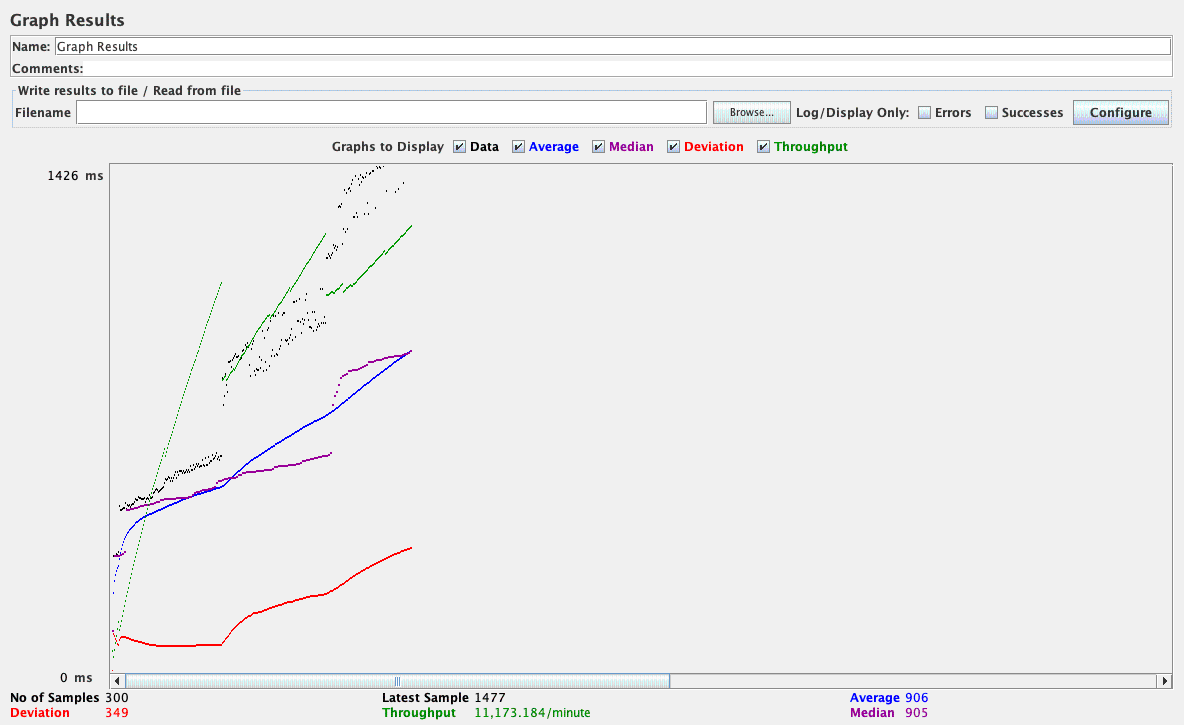 Graph Results
Name: Graph Results
Comments:
Write results to file / Read from file
Filename Browse... Log/Display Only: Errors Successes Configure
Graphs to Display Data Average Median Deviation Throughput
1426 ms
0 ms
No of Samples 300 Latest Sample 1477 Average 906
Deviation 349 Throughput 11,173.184/minute Median 905